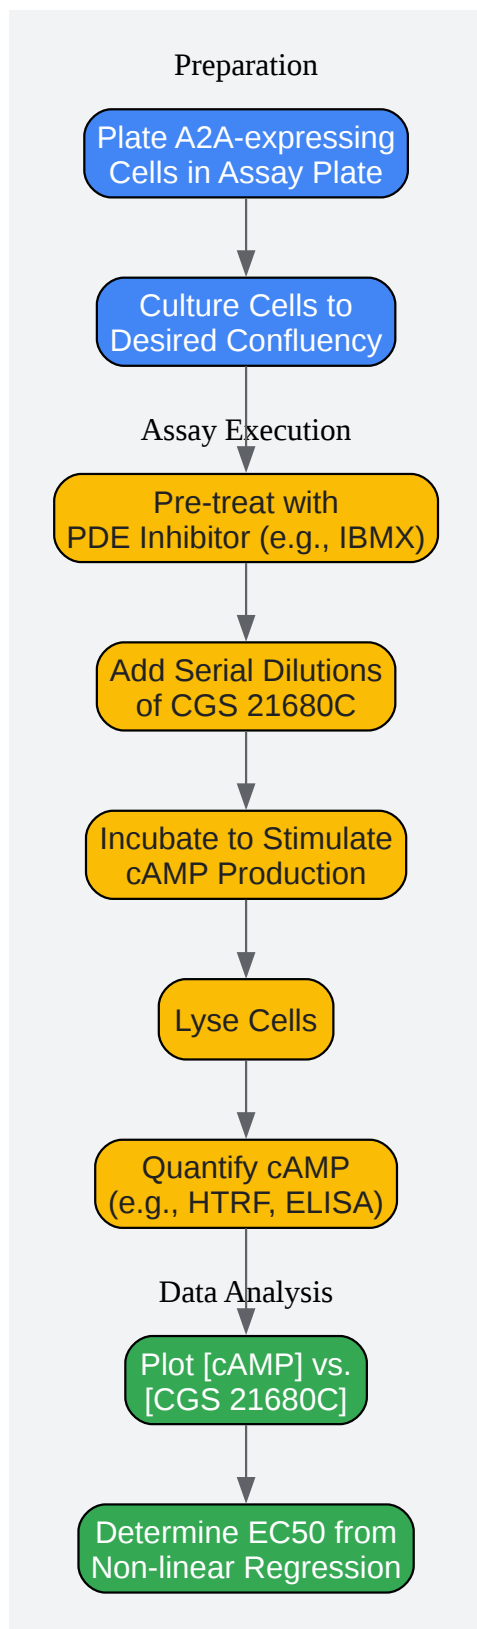 Preparation
Plate A2A-expressing
Cells in Assay Plate
Culture Cells to
Desired Confluency
Assay Execution
Pre-treat with
PDE Inhibitor (e.g., IBMX)
Add Serial Dilutions
of CGS 21680C
Incubate to Stimulate
cAMP Production
Lyse Cells
Quantify cAMP
(e.g., HTRF, ELISA)
Data Analysis
Plot [cAMP] vs.
[CGS 21680C]
Determine EC50 from
Non-linear Regression